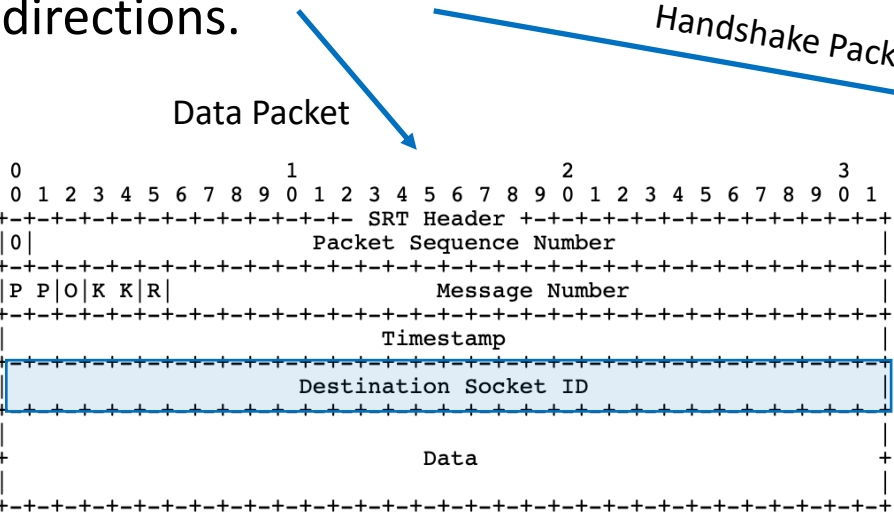 directions.
Handshake Pack
Data Packet
0                   1                   2                   3
0 1 2 3 4 5 6 7 8 9 0 1 2 3 4 5 6 7 8 9 0 1 2 3 4 5 6 7 8 9 0 1
+-+-+-+-+-+-+-+-+-+-+-+-+- SRT Header +-+-+-+-+-+-+-+-+-+-+-+-+-+
|0|                    Packet Sequence Number                   |
+-+-+-+-+-+-+-+-+-+-+-+-+-+-+-+-+-+-+-+-+-+-+-+-+-+-+-+-+-+-+-+-+
|P P|O|K K|R|                   Message Number                  |
+-+-+-+-+-+-+-+-+-+-+-+-+-+-+-+-+-+-+-+-+-+-+-+-+-+-+-+-+-+-+-+-+
|                           Timestamp                           |
+-+-+-+-+-+-+-+-+-+-+-+-+-+-+-+-+-+-+-+-+-+-+-+-+-+-+-+-+-+-+-+-+
|                     Destination Socket ID                     |
+-+-+-+-+-+-+-+-+-+-+-+-+-+-+-+-+-+-+-+-+-+-+-+-+-+-+-+-+-+-+-+-+
|                                                               |
+                              Data                             +
|                                                               |
+-+-+-+-+-+-+-+-+-+-+-+-+-+-+-+-+-+-+-+-+-+-+-+-+-+-+-+-+-+-+-+-+